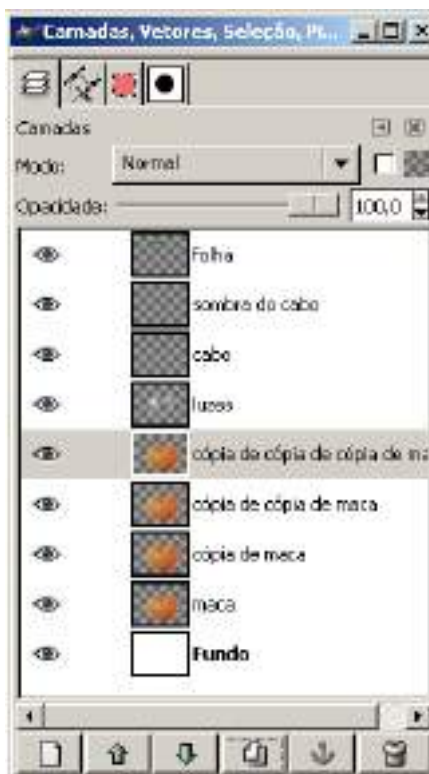 Camadas, Vetores, Seleção, Pi...
Camadas
Modo: Normal
Opacidade: 100,0
Folha
sombra do cabo
cabo
luzes
cópia de cópia de cópia de ma
cópia de cópia de maca
cópia de maca
maca
Fundo